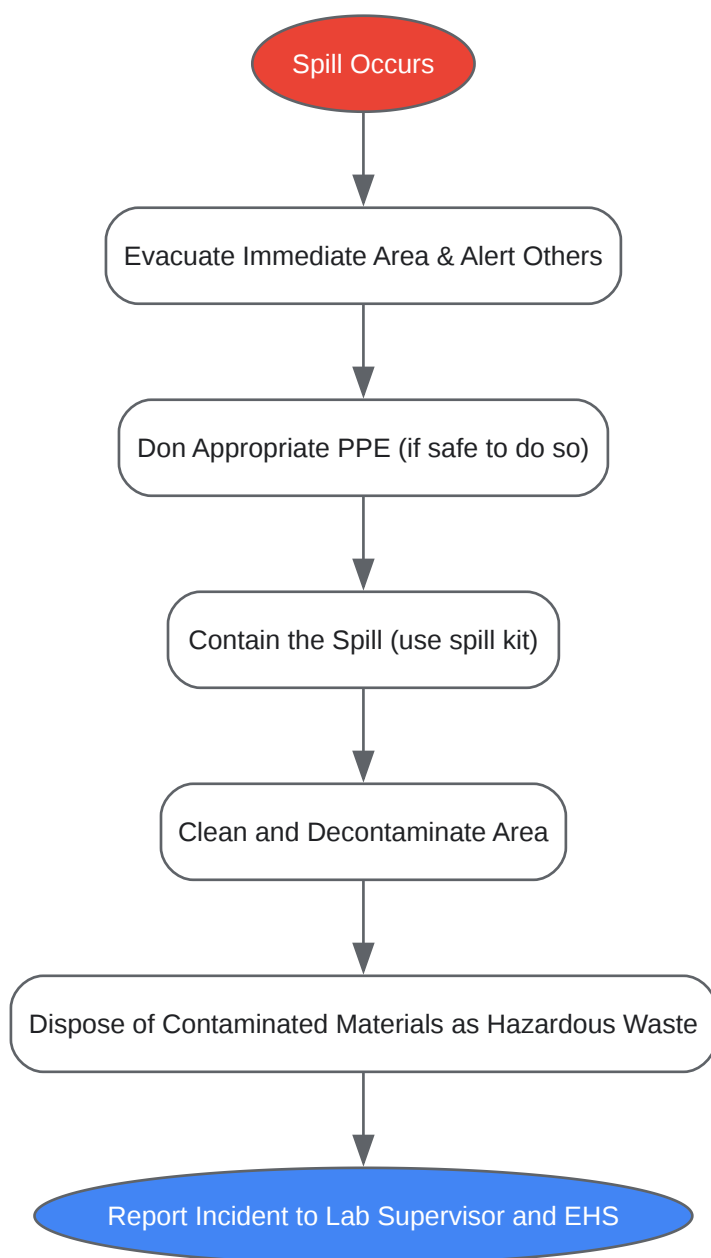 Spill Occurs
Evacuate Immediate Area & Alert Others
Don Appropriate PPE (if safe to do so)
Contain the Spill (use spill kit)
Clean and Decontaminate Area
Dispose of Contaminated Materials as Hazardous Waste
Report Incident to Lab Supervisor and EHS